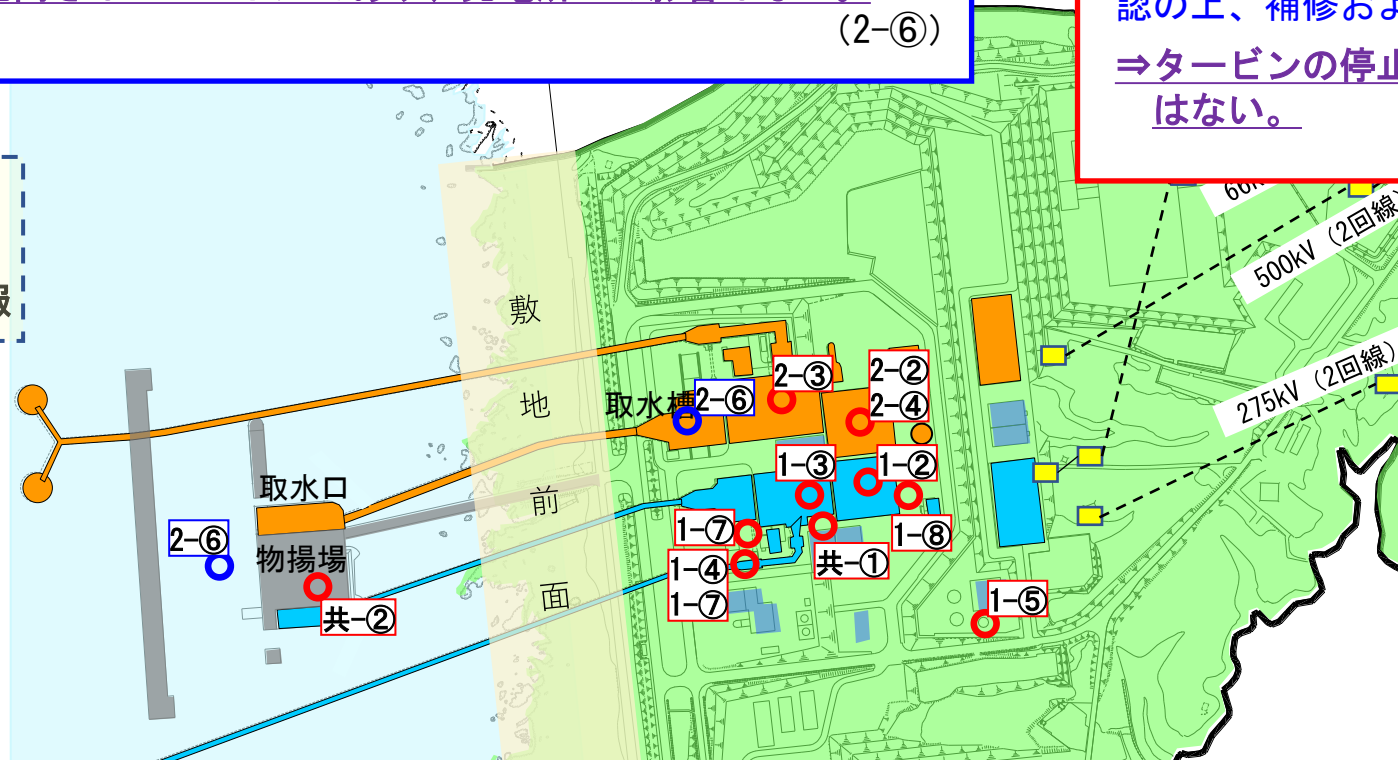 (2-⑥)
認の上、補修およ
⇒タービンの停止
はない。
報
66k
500kV (2回線)
275kV (2回線)
敷
地
前
面
取水槽
2-⑥
2-③
2-②
2-④
1-③
1-②
取水口
2-⑥
物揚場
共-②
1-⑦
1-④
1-⑦
共-①
1-⑧
1-⑤